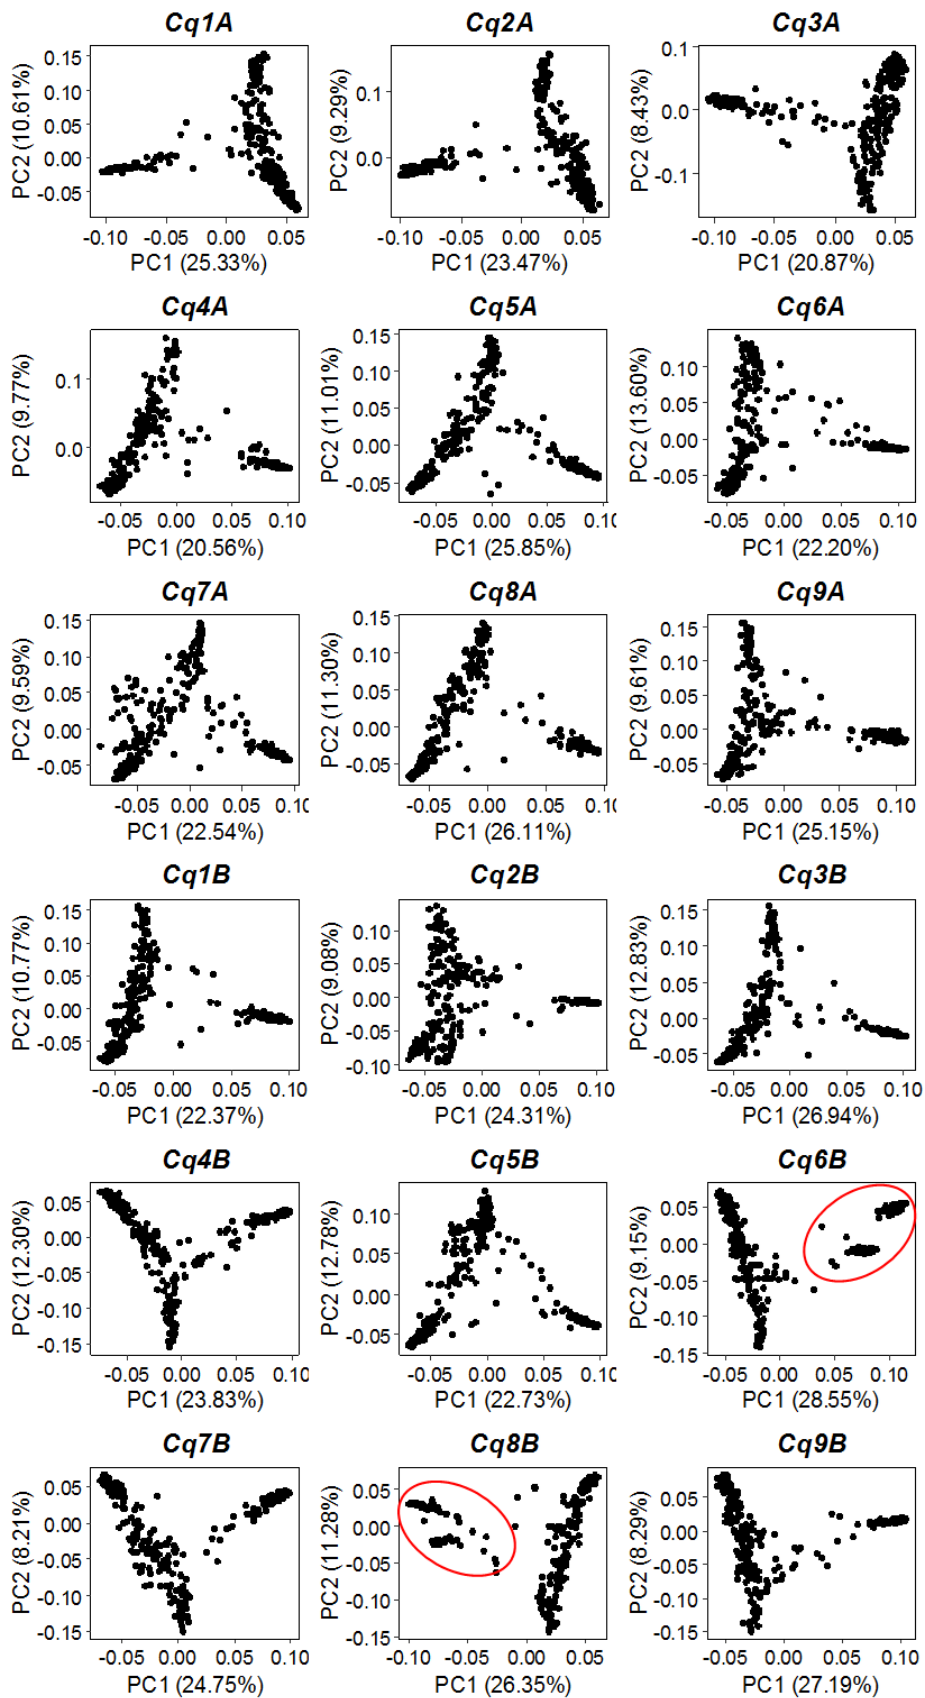 Cq1A Cq2A Cq3A
PC2 (10.61%)
0.15
0.10
0.05
0.00
-0.05
-0.10 -0.05 0.00 0.05
PC1 (25.33%)
PC2 (9.29%)
0.1
0.0
-0.10 -0.05 0.00 0.05
PC1 (23.47%)
PC2 (8.43%)
0.1
0.0
-0.1
-0.10 -0.05 0.00 0.05
PC1 (20.87%)
Cq4A Cq5A Cq6A
PC2 (9.77%)
0.1
0.0
-0.05 0.00 0.05 0.10
PC1 (20.56%)
PC2 (11.01%)
0.15
0.10
0.05
0.00
-0.05
-0.05 0.00 0.05 0.1
PC1 (25.85%)
PC2 (13.60%)
0.15
0.10
0.05
0.00
-0.05
-0.05 0.00 0.05 0.10
PC1 (22.20%)
Cq7A Cq8A Cq9A
PC2 (9.59%)
0.15
0.10
0.05
0.00
-0.05
-0.05 0.00 0.05 0.10
PC1 (22.54%)
PC2 (11.30%)
0.15
0.10
0.05
0.00
-0.05
-0.05 0.00 0.05 0.1
PC1 (26.11%)
PC2 (9.61%)
0.15
0.10
0.05
0.00
-0.05
-0.05 0.00 0.05 0.10
PC1 (25.15%)
Cq1B Cq2B Cq3B
PC2 (10.77%)
0.15
0.10
0.05
0.00
-0.05
-0.05 0.00 0.05 0.10
PC1 (22.37%)
PC2 (9.08%)
0.10
0.05
0.00
-0.05
-0.10
-0.05 0.00 0.05 0.10
PC1 (24.31%)
PC2 (12.83%)
0.15
0.10
0.05
0.00
-0.05
-0.05 0.00 0.05 0.10
PC1 (26.94%)
Cq4B Cq5B Cq6B
PC2 (12.30%)
0.05
0.00
-0.05
-0.10
-0.15
-0.05 0.00 0.05 0.10
PC1 (23.83%)
PC2 (12.78%)
0.10
0.05
0.00
-0.05
-0.05 0.00 0.05 0.10
PC1 (22.73%)
PC2 (9.15%)
0.05
0.00
-0.05
-0.10
-0.15
-0.05 0.00 0.05 0.10
PC1 (28.55%)
Cq7B Cq8B Cq9B
PC2 (8.21%)
0.05
0.00
-0.05
-0.10
-0.15
-0.05 0.00 0.05 0.10
PC1 (24.75%)
PC2 (11.28%)
0.05
0.00
-0.05
-0.10
-0.15
-0.10 -0.05 0.00 0.05
PC1 (26.35%)
PC2 (8.29%)
0.05
0.00
-0.05
-0.10
-0.15
-0.05 0.00 0.05 0.10
PC1 (27.19%)